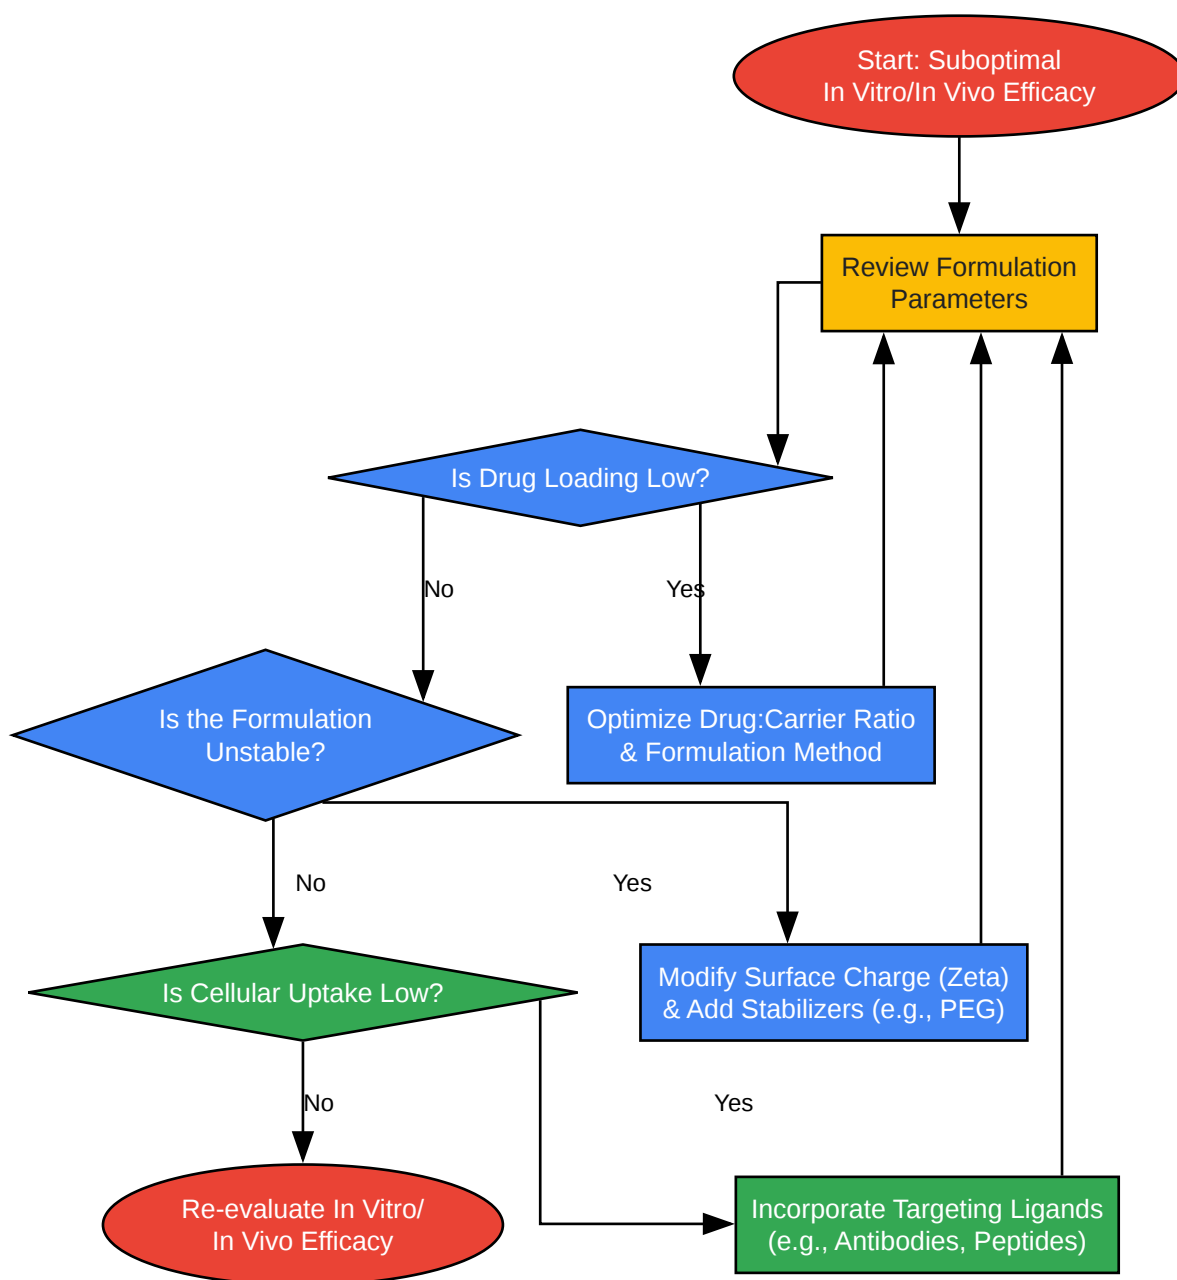 Start: Suboptimal
In Vitro/In Vivo Efficacy
Review Formulation
Parameters
Is Drug Loading Low?
No
Yes
Is the Formulation
Unstable?
Optimize Drug:Carrier Ratio
& Formulation Method
No
Yes
Is Cellular Uptake Low?
Modify Surface Charge (Zeta)
& Add Stabilizers (e.g., PEG)
No
Yes
Re-evaluate In Vitro/
In Vivo Efficacy
Incorporate Targeting Ligands
(e.g., Antibodies, Peptides)